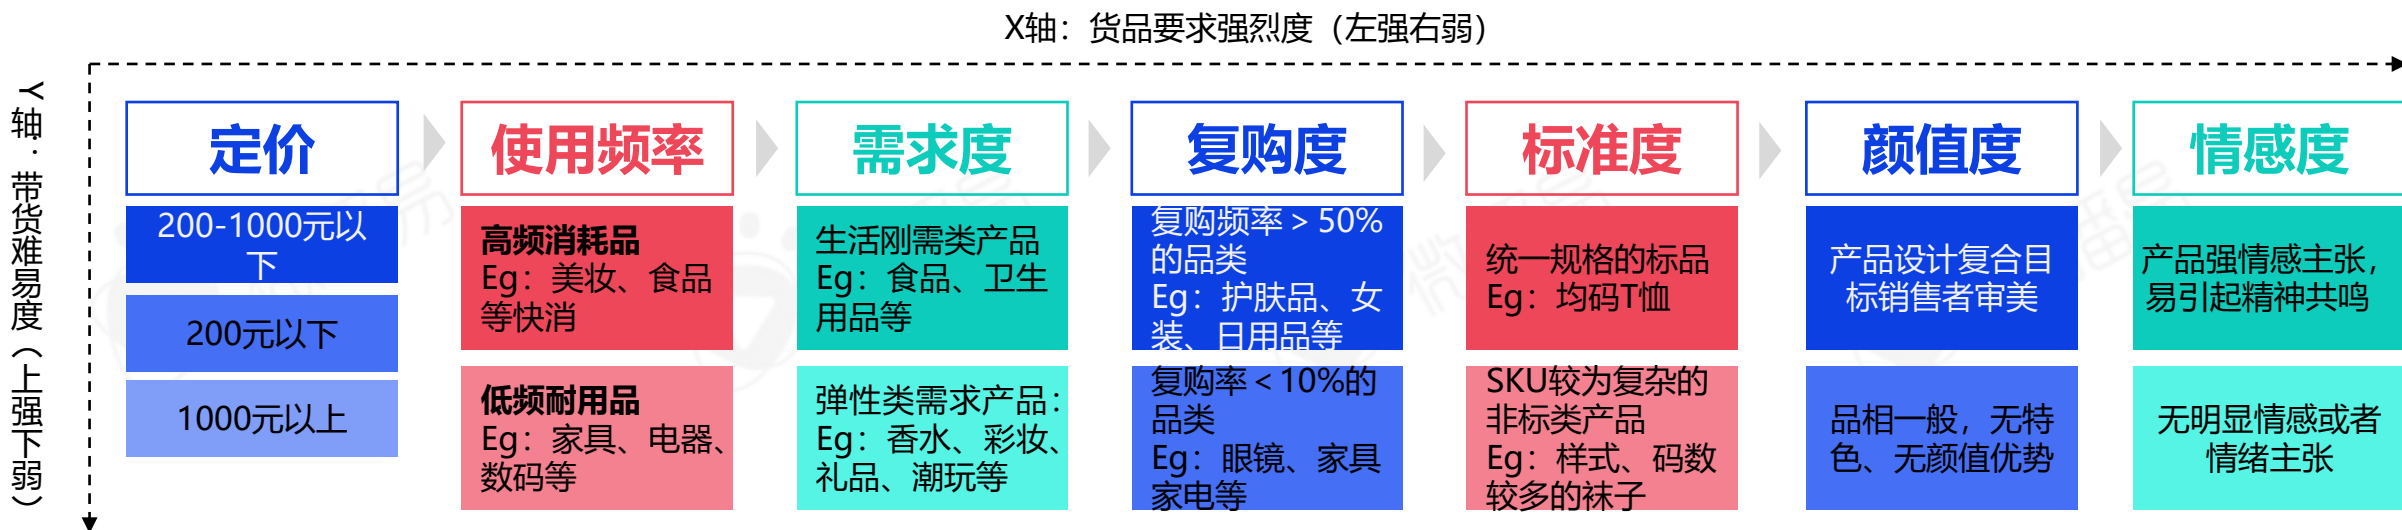 X轴：货品要求强烈度（左强右弱）
Y轴：带货难易度（上强下弱）
定价
使用频率
需求度
复购度
标准度
颜值度
情感度
200-1000元以
下
200元以下
1000元以上
高频消耗品
Eg：美妆、食品
等快消
低频耐用品
Eg：家具、电器、
数码等
生活刚需类产品
Eg：食品、卫生
用品等
弹性类需求产品：
Eg：香水、彩妆、
礼品、潮玩等
复购频率＞50%
的品类
Eg：护肤品、女
装、日用品等
复购率＜10%的
品类
Eg：眼镜、家具
家电等
统一规格的标品
Eg：均码T恤
SKU较为复杂的
非标类产品
Eg：样式、码数
较多的袜子
产品设计复合目
标销售者审美
品相一般，无特
色、无颜值优势
产品强情感主张，
易引起精神共鸣
无明显情感或者
情绪主张